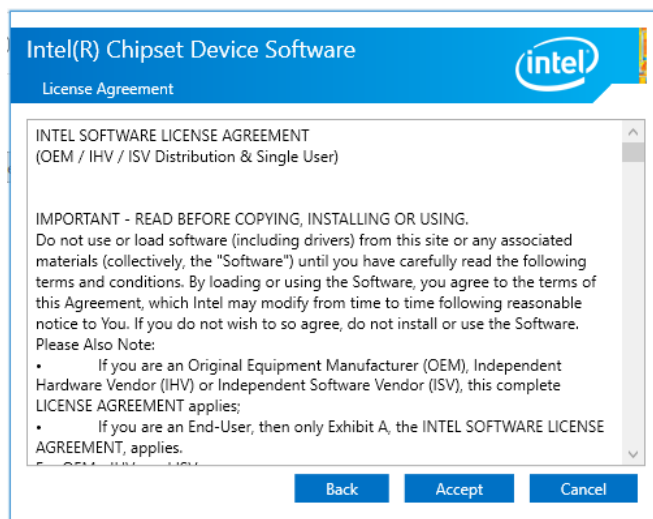 Intel(R) Chipset Device Software
intel
License Agreement
INTEL SOFTWARE LICENSE AGREEMENT
(OEM / IHV / ISV Distribution & Single User)
IMPORTANT - READ BEFORE COPYING, INSTALLING OR USING.
Do not use or load software (including drivers) from this site or any associated
materials (collectively, the "Software") until you have carefully read the following
terms and conditions. By loading or using the Software, you agree to the terms of
this Agreement, which Intel may modify from time to time following reasonable
notice to You. If you do not wish to so agree, do not install or use the Software.
Please Also Note:
• If you are an Original Equipment Manufacturer (OEM), Independent
Hardware Vendor (IHV) or Independent Software Vendor (ISV), this complete
LICENSE AGREEMENT applies;
• If you are an End-User, then only Exhibit A, the INTEL SOFTWARE LICENSE
AGREEMENT, applies.
Back Accept Cancel